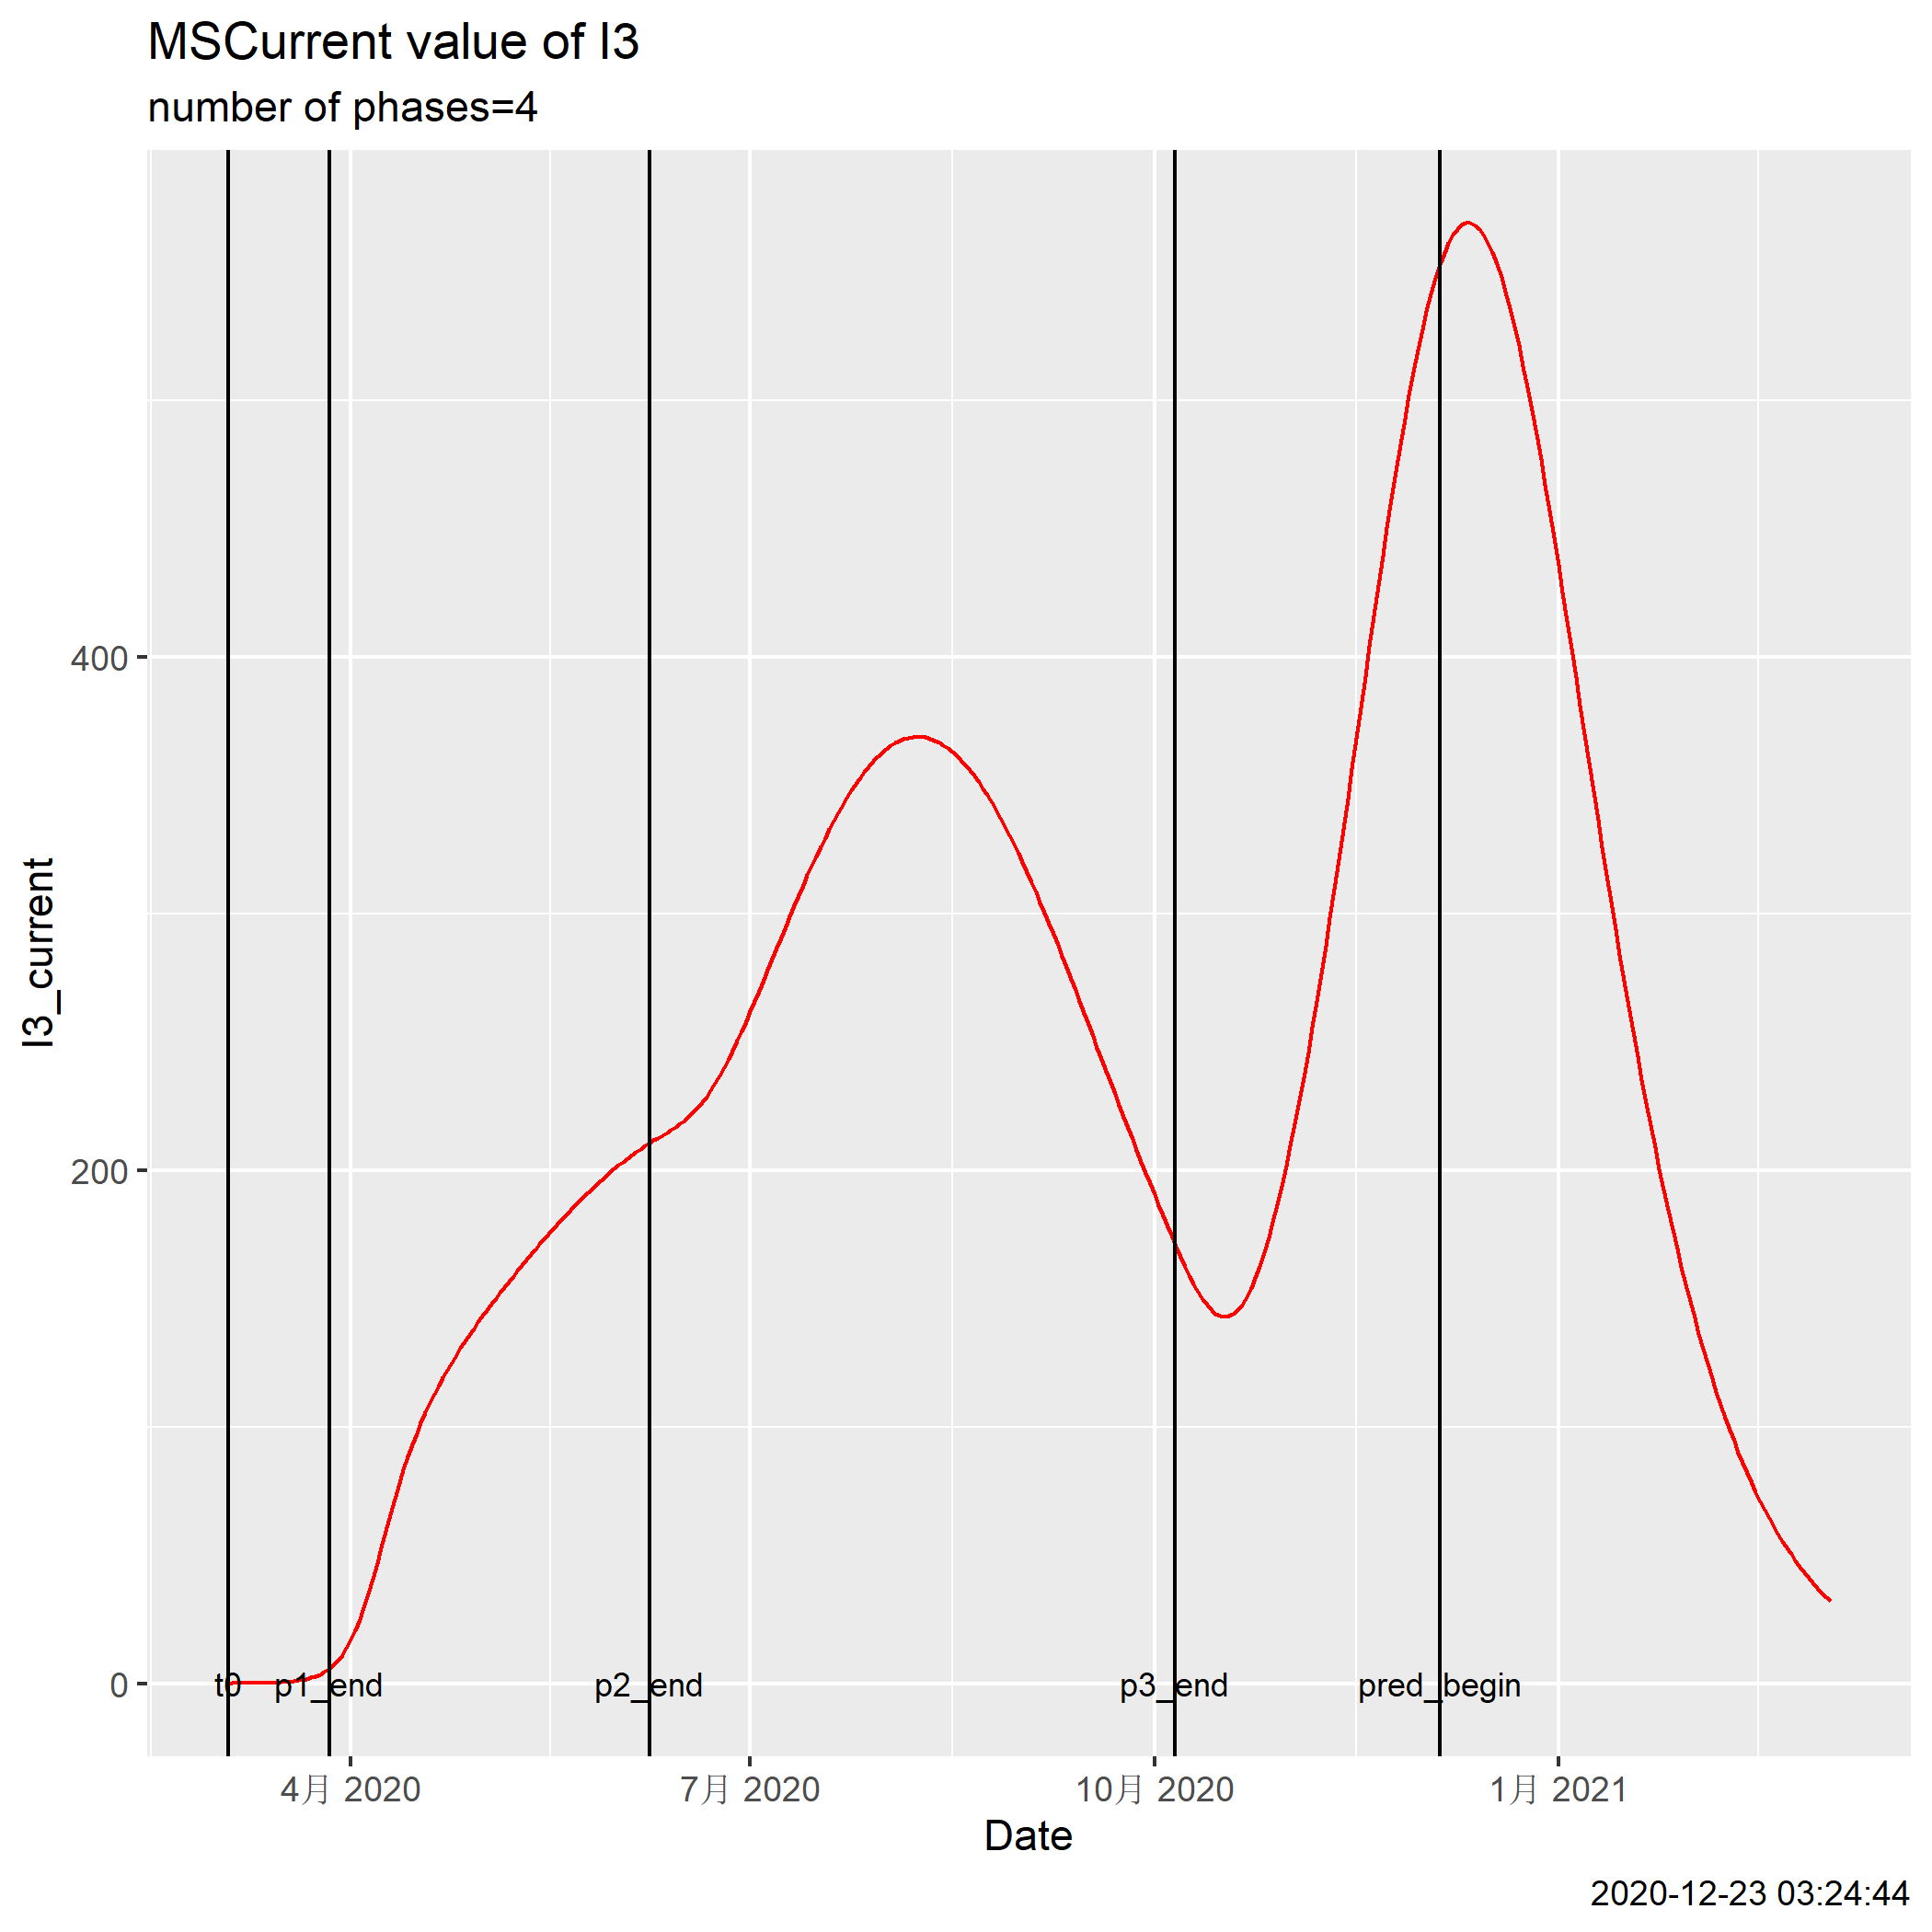 MSCurrent value of I3
number of phases=4
I3_current
400
200
0
t0 p1_end p2_end p3_end pred_begin
4月 2020 7月 2020 10月 2020 1月 2021
Date
2020-12-23 03:24:44